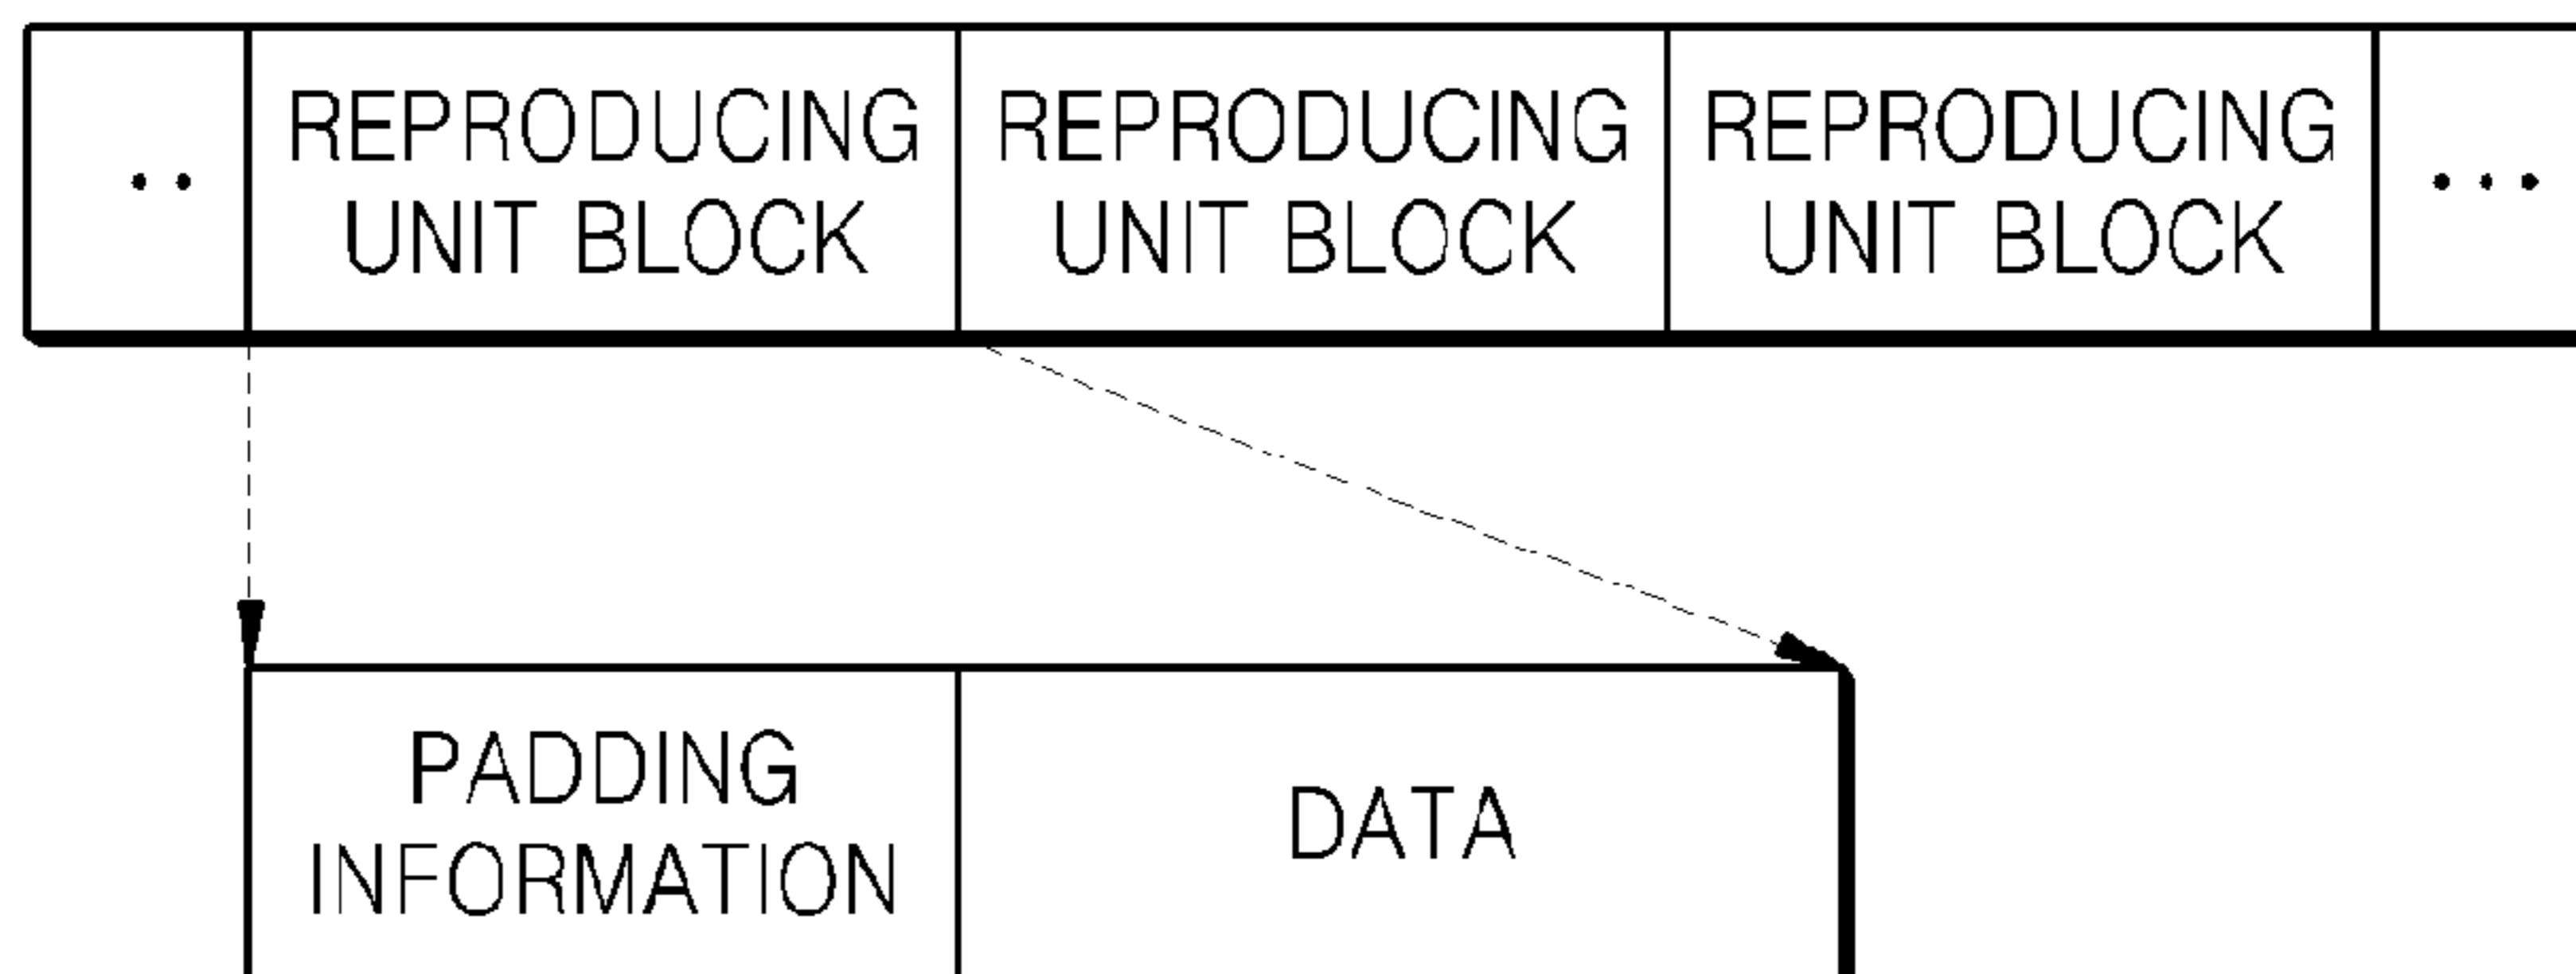 .. REPRODUCING REPRODUCING REPRODUCING ...
UNIT BLOCK UNIT BLOCK UNIT BLOCK
PADDING
INFORMATION
DATA